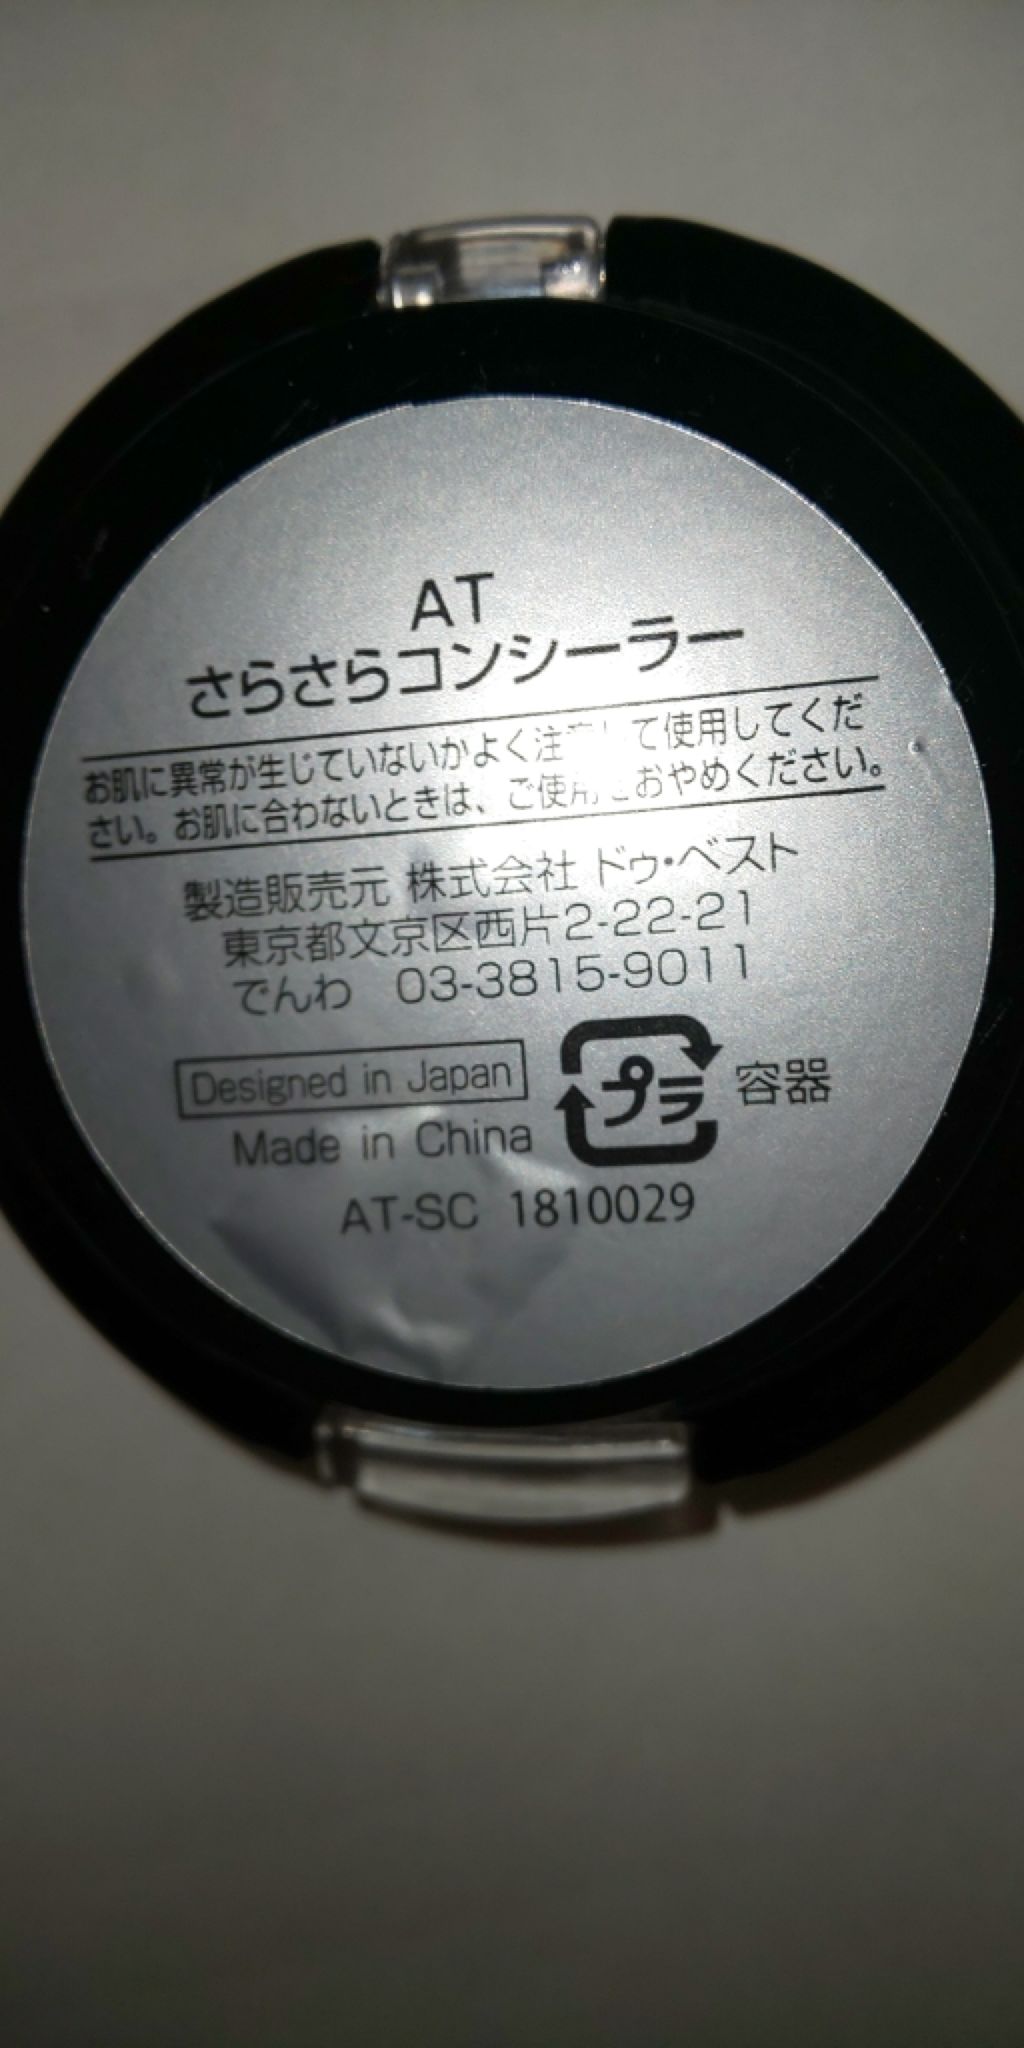 AT
さらさらコンシーラー
お肌に異常が生じていないかよく注意して使用してくだ
さい。お肌に合わないときは、ご使用をおやめください。
製造販売元 株式会社 ドゥ・ベスト
東京都文京区西片2-22-21
でんわ 03-3815-9011
Designed in Japan
プラ 容器
Made in China
AT-SC 1810029